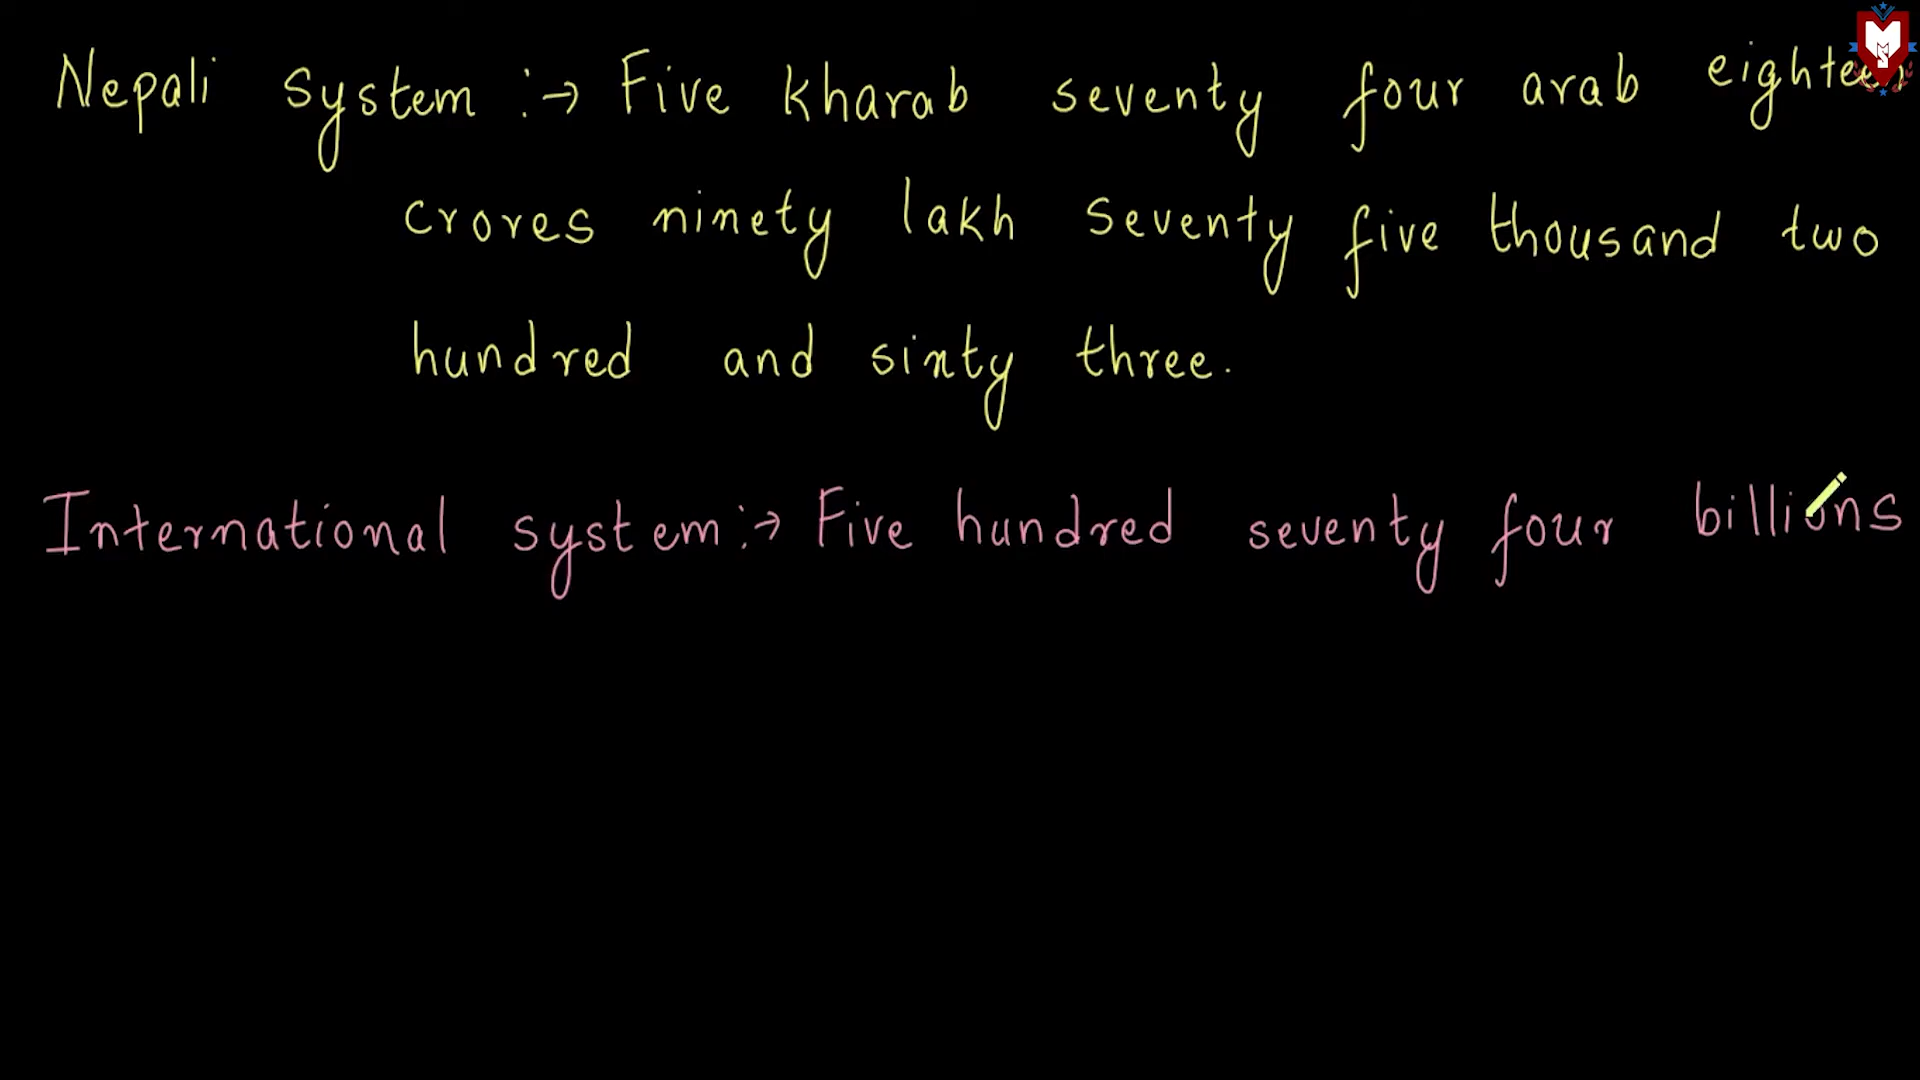 Nepali system :→ Five kharab seventy four arab eighteen
crores ninety lakh seventy five thousand two
hundred and sixty three.
International system :→ Five hundred seventy four billions